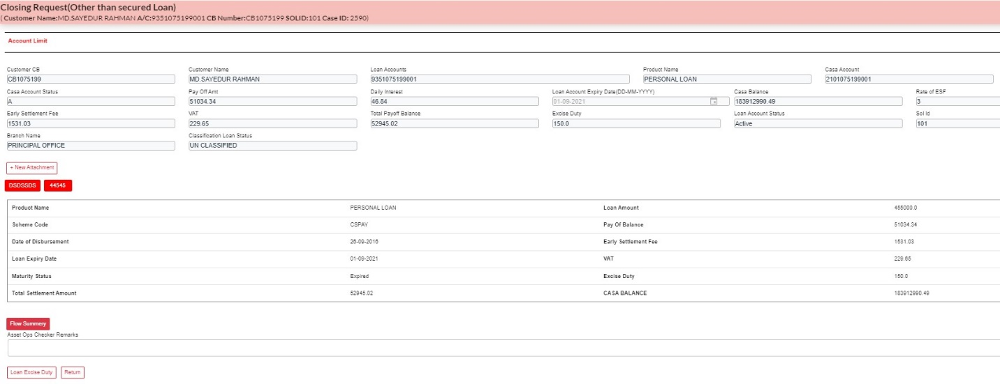 Closing Request(Other than secured Loan)
( Customer Name:MD.SAYEDUR RAHMAN A/C:9351075199001 CB Number:CB1075199 SOLID:101 Case ID: 2590)
Account Limit
Customer CB Customer Name Loan Accounts Product Name Casa Account
CB1075199 MD.SAYEDUR RAHMAN 9351075199001 PERSONAL LOAN 2101075199001
Casa Account Status Pay Off Amt Daily Interest Loan Account Expiry Date(DD-MM-YYYY) Casa Balance Rate of ESF
A 51034.34 46.84 01-09-2021 183912990.49 3
Early Settlement Fee VAT Total Payoff Balance Excise Duty Loan Account Status Sol Id
1531.03 229.65 52945.02 150.0 Active 101
Branch Name Classification Loan Status
PRINCIPAL OFFICE UN CLASSIFIED
+ New Attachment
DSDSSDS 44545
Product Name PERSONAL LOAN Loan Amount 455000.0
Scheme Code CSPAY Pay Of Balance 51034.34
Date of Disbursement 26-09-2016 Early Settlement Fee 1531.03
Loan Expiry Date 01-09-2021 VAT 229.65
Maturity Status Expired Excise Duty 150.0
Total Settlement Amount 52945.02 CASA BALANCE 183912990.49
Flow Summery
Asset Ops Checker Remarks
Loan Excise Duty Return